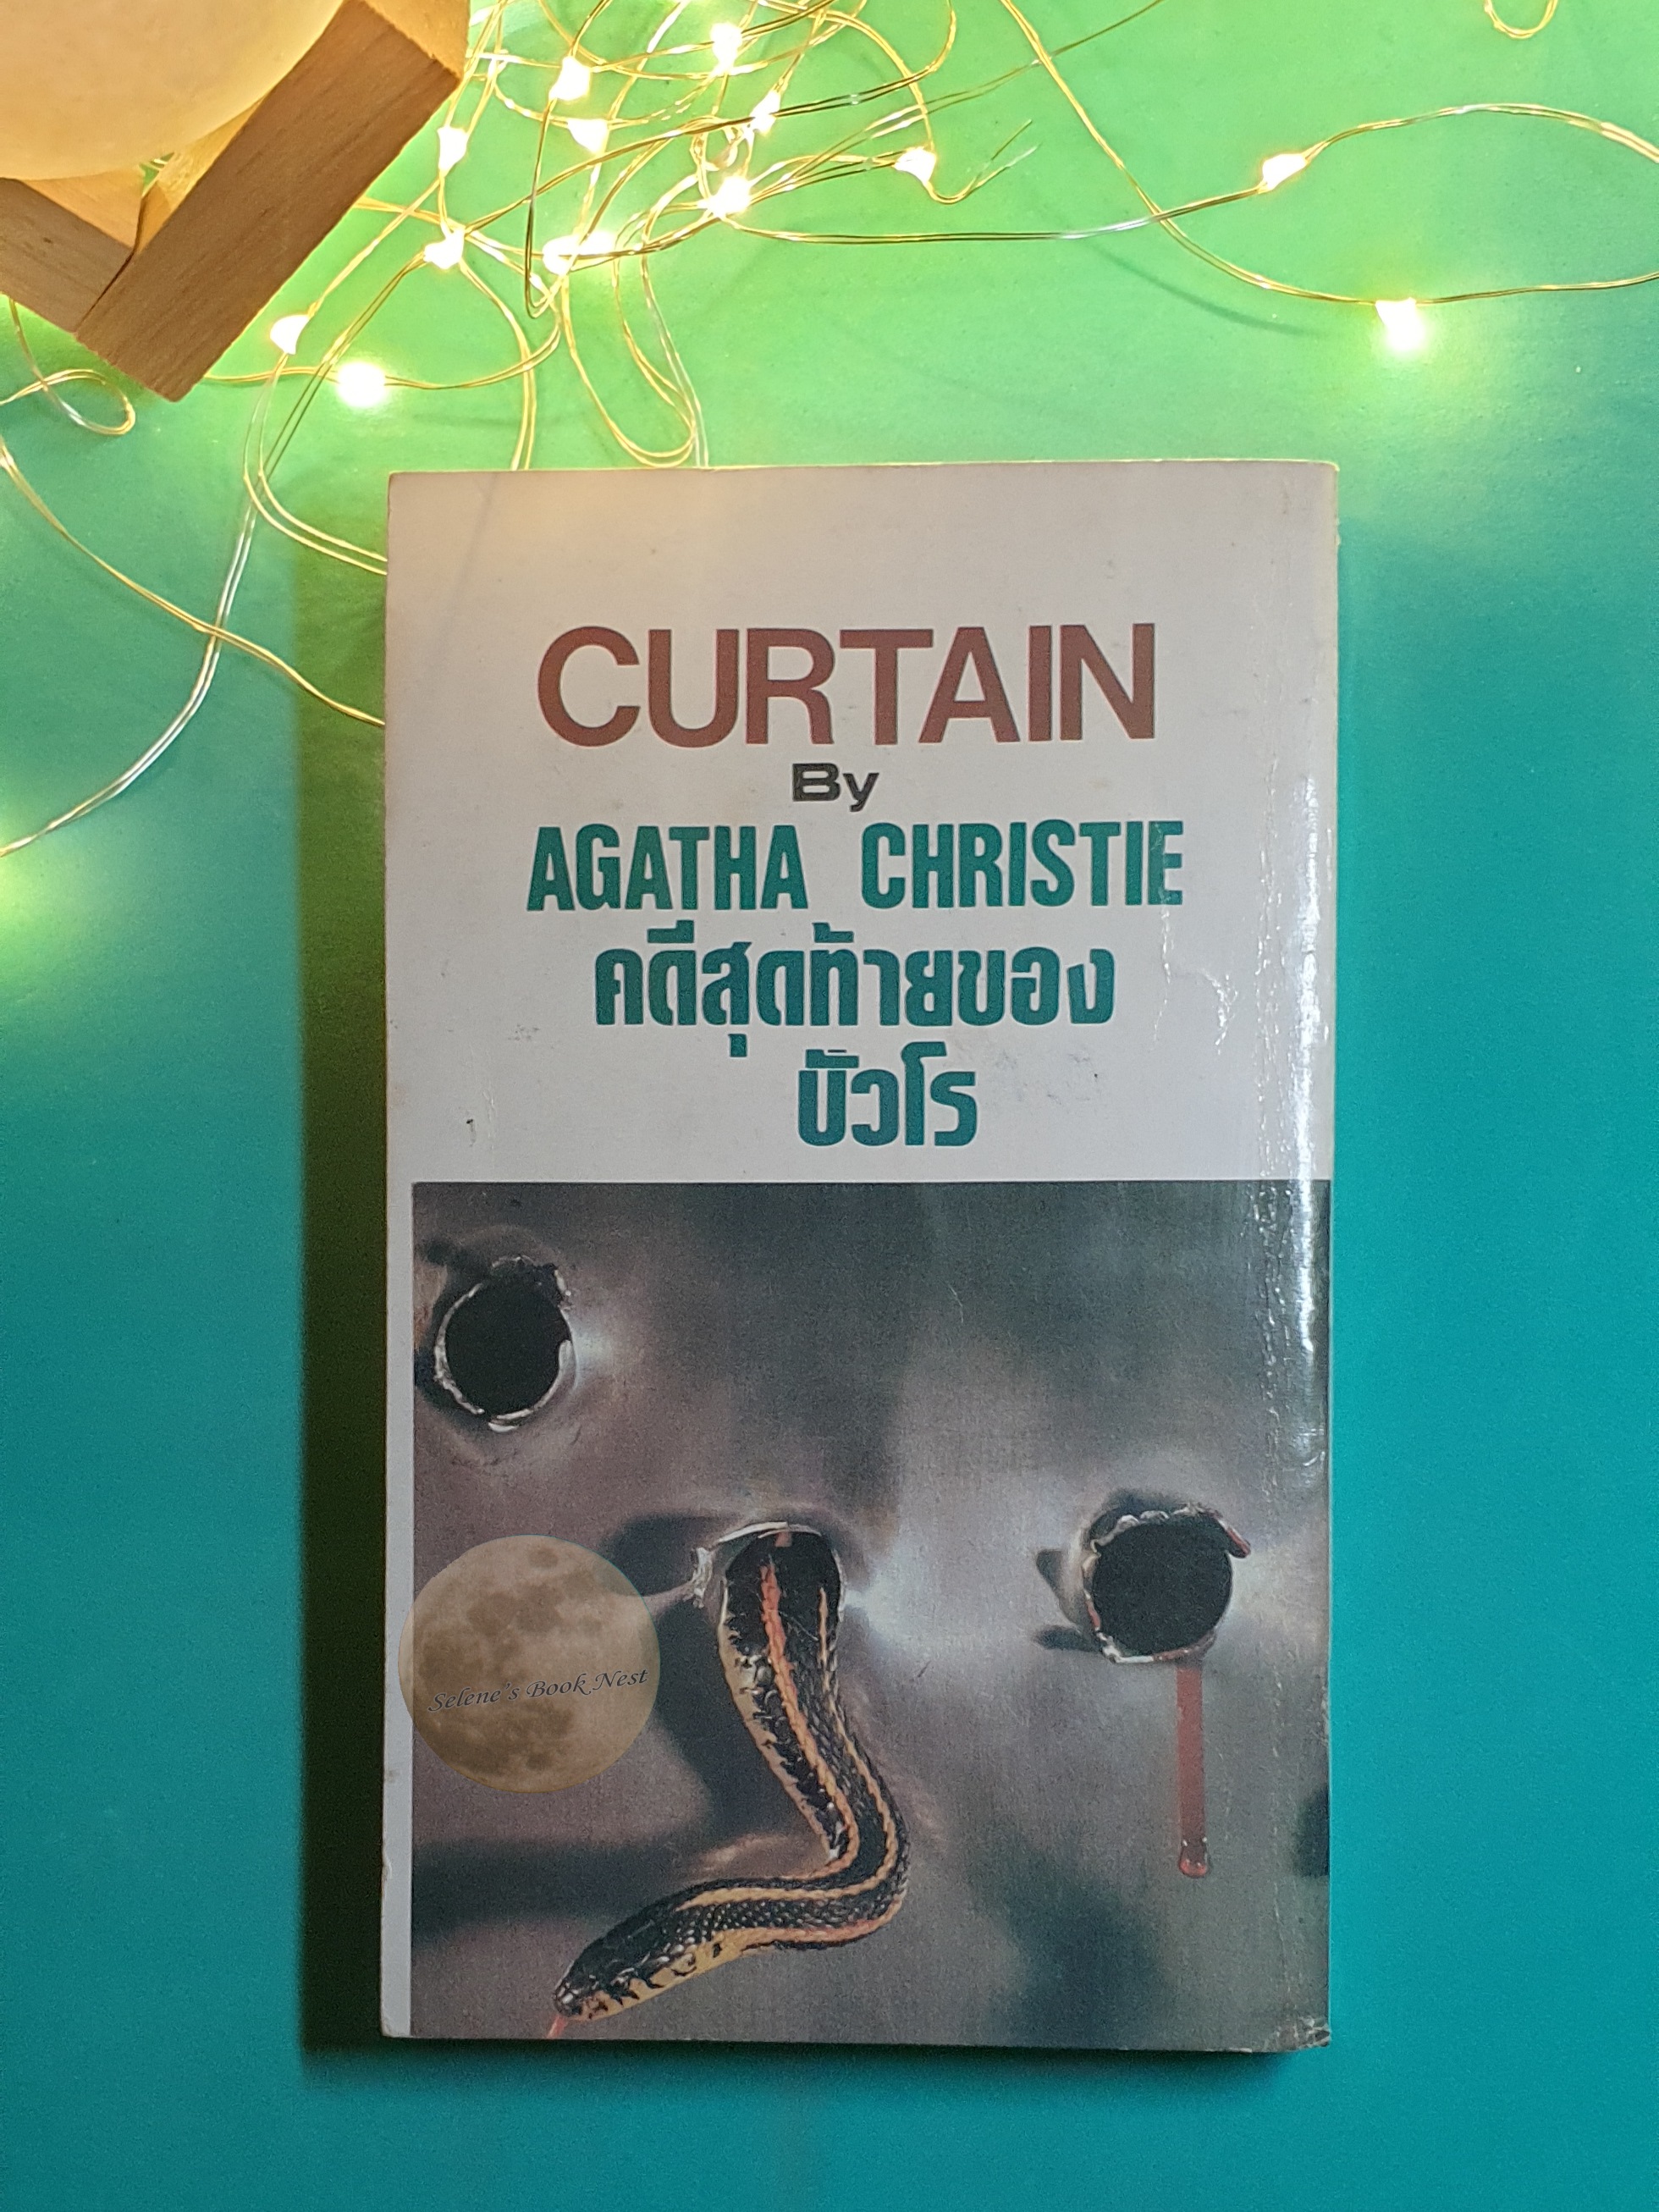 CURTAIN
By
AGATHA CHRISTIE
คดีสุดท้ายของ
ปัวโร
Selene's Book Nest